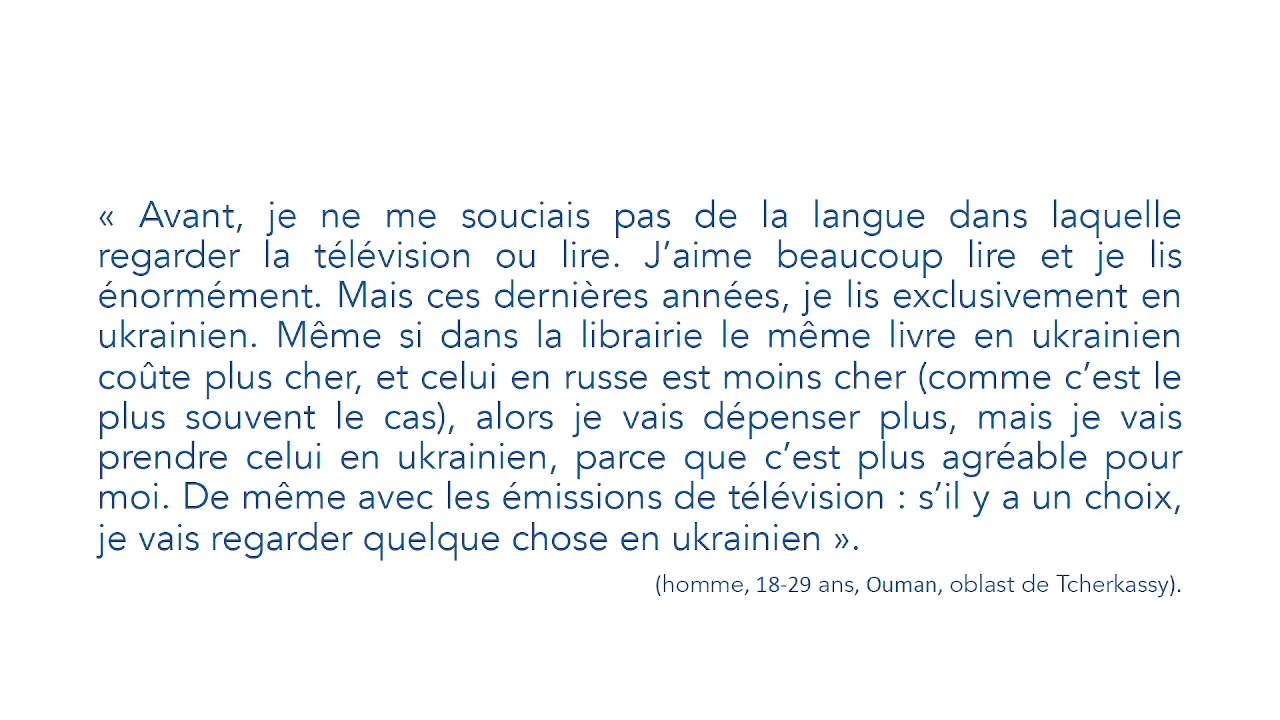 « Avant, je ne me souciais pas de la langue dans laquelle
regarder la télévision ou lire. J’aime beaucoup lire et je lis
énormément. Mais ces dernières années, je lis exclusivement en
ukrainien. Même si dans la librairie le même livre en ukrainien
coûte plus cher, et celui en russe est moins cher (comme c’est le
plus souvent le cas), alors je vais dépenser plus, mais je vais
prendre celui en ukrainien, parce que c’est plus agréable pour
moi. De même avec les émissions de télévision : s’il y a un choix,
je vais regarder quelque chose en ukrainien ».
(homme, 18-29 ans, Ouman, oblast de Tcherkassy).